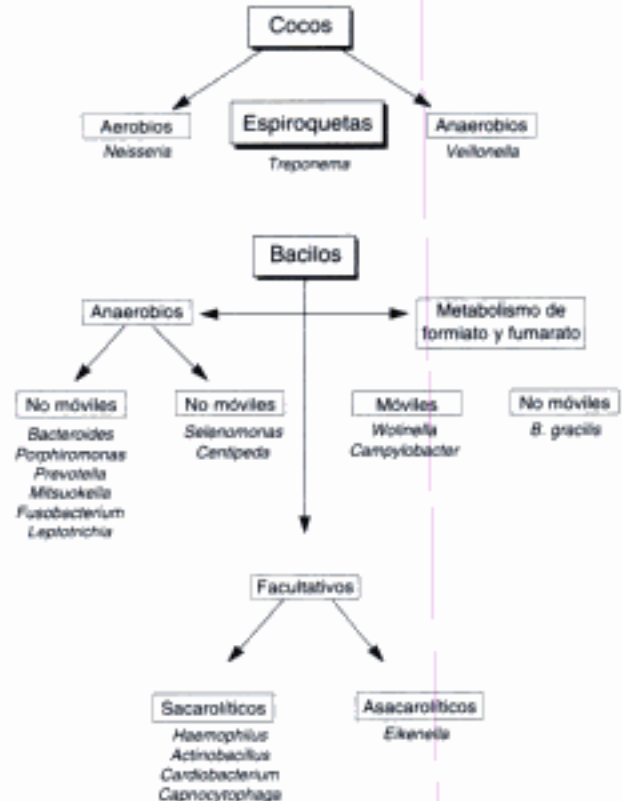 Cocos
Aerobios
Neisseria
Espiroquetas
Treponema
Anaerobios
Veillonella
Bacilos
Anaerobios
Metabolismo de
formiato y fumarato
No móviles
Bacteroides
Porphiromonas
Prevotella
Mitsuokella
Fusobacterium
Leptotrichia
No móviles
Selenomonas
Centipeda
Móviles
Wolinella
Campylobacter
No móviles
B. gracilis
Facultativos
Sacarolíticos
Haemophilus
Actinobacillus
Cardiobacterium
Capnocytophaga
Asacarolíticos
Eikenella